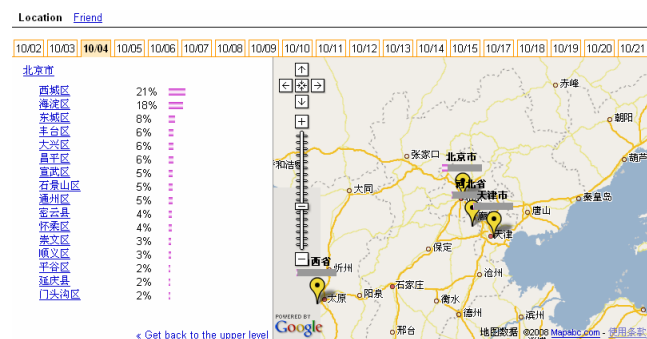 Location Friend
10/02 10/03 10/04 10/05 10/06 10/07 10/08 10/09 10/10 10/11 10/12 10/13 10/14 10/15 10/16 10/17 10/18 10/19 10/20 10/21
北京市
西城区 21%
海淀区 18%
东城区 8%
丰台区 6%
大兴区 6%
昌平区 6%
宣武区 5%
石景山区 5%
通州区 5%
密云县 4%
怀柔区 4%
崇文区 3%
顺义区 3%
平谷区 2%
延庆县 2%
门头沟区 2%
« Get back to the upper level
赤峰
朝阳
张家口
北京市
大同
天津市
秦皇岛
唐山
天津
保定
西省
忻州
沧州
石家庄
太原
阳泉
衡水
德州
滨州
邢台
POWERED BY
Google
地图数据 ©2008 Mapabc.com - 使用条款